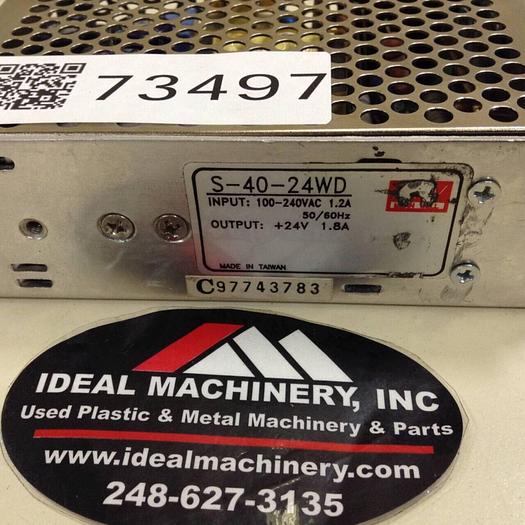 73497
S-40-24WD
INPUT: 100-240VAC 1.2A
50/60Hz
OUTPUT: +24V 1.8A
MADE IN TAIWAN
C97743783
IDEAL MACHINERY, INC
Used Plastic & Metal Machinery & Parts
www.idealmachinery.com
248-627-3135